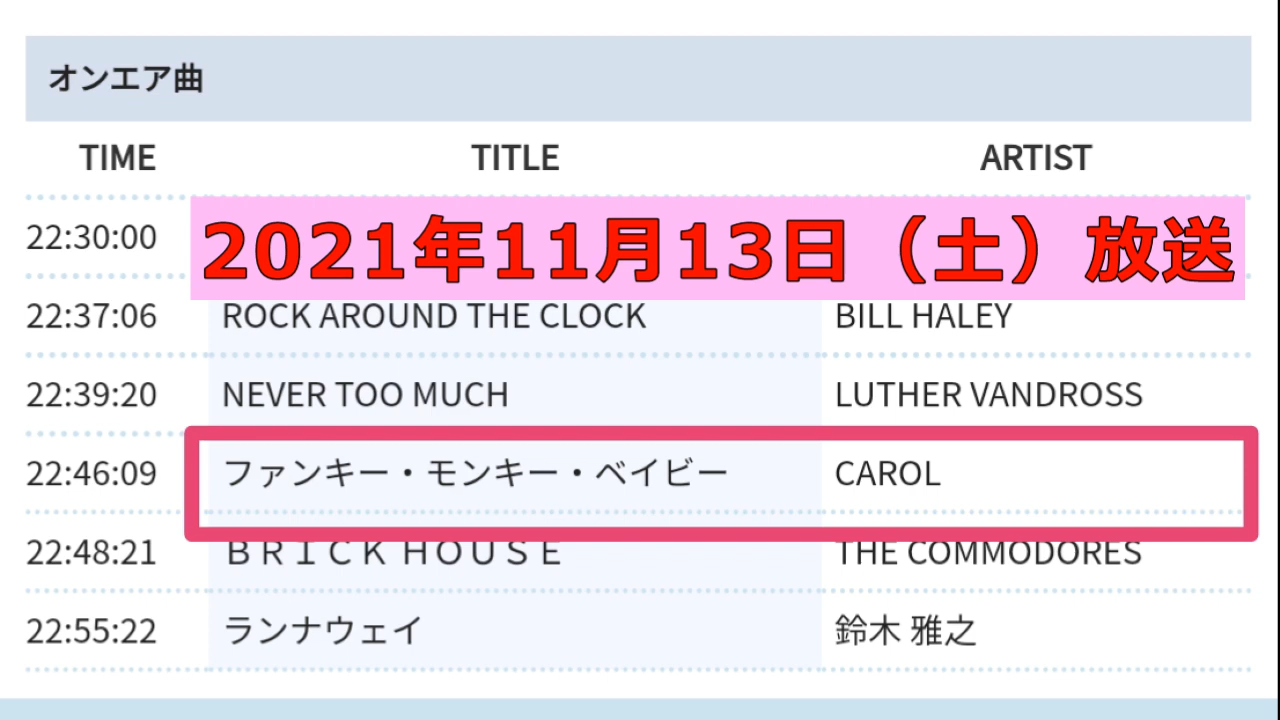 オンエア曲
TIME TITLE ARTIST
22:30:00
2021年11月13日（土）放送
22:37:06 ROCK AROUND THE CLOCK BILL HALEY
22:39:20 NEVER TOO MUCH LUTHER VANDROSS
22:46:09 ファンキー・モンキー・ベイビー CAROL
22:48:21 ＢＲＩＣＫ ＨＯＵＳＥ THE COMMODORES
22:55:22 ランナウェイ 鈴木 雅之